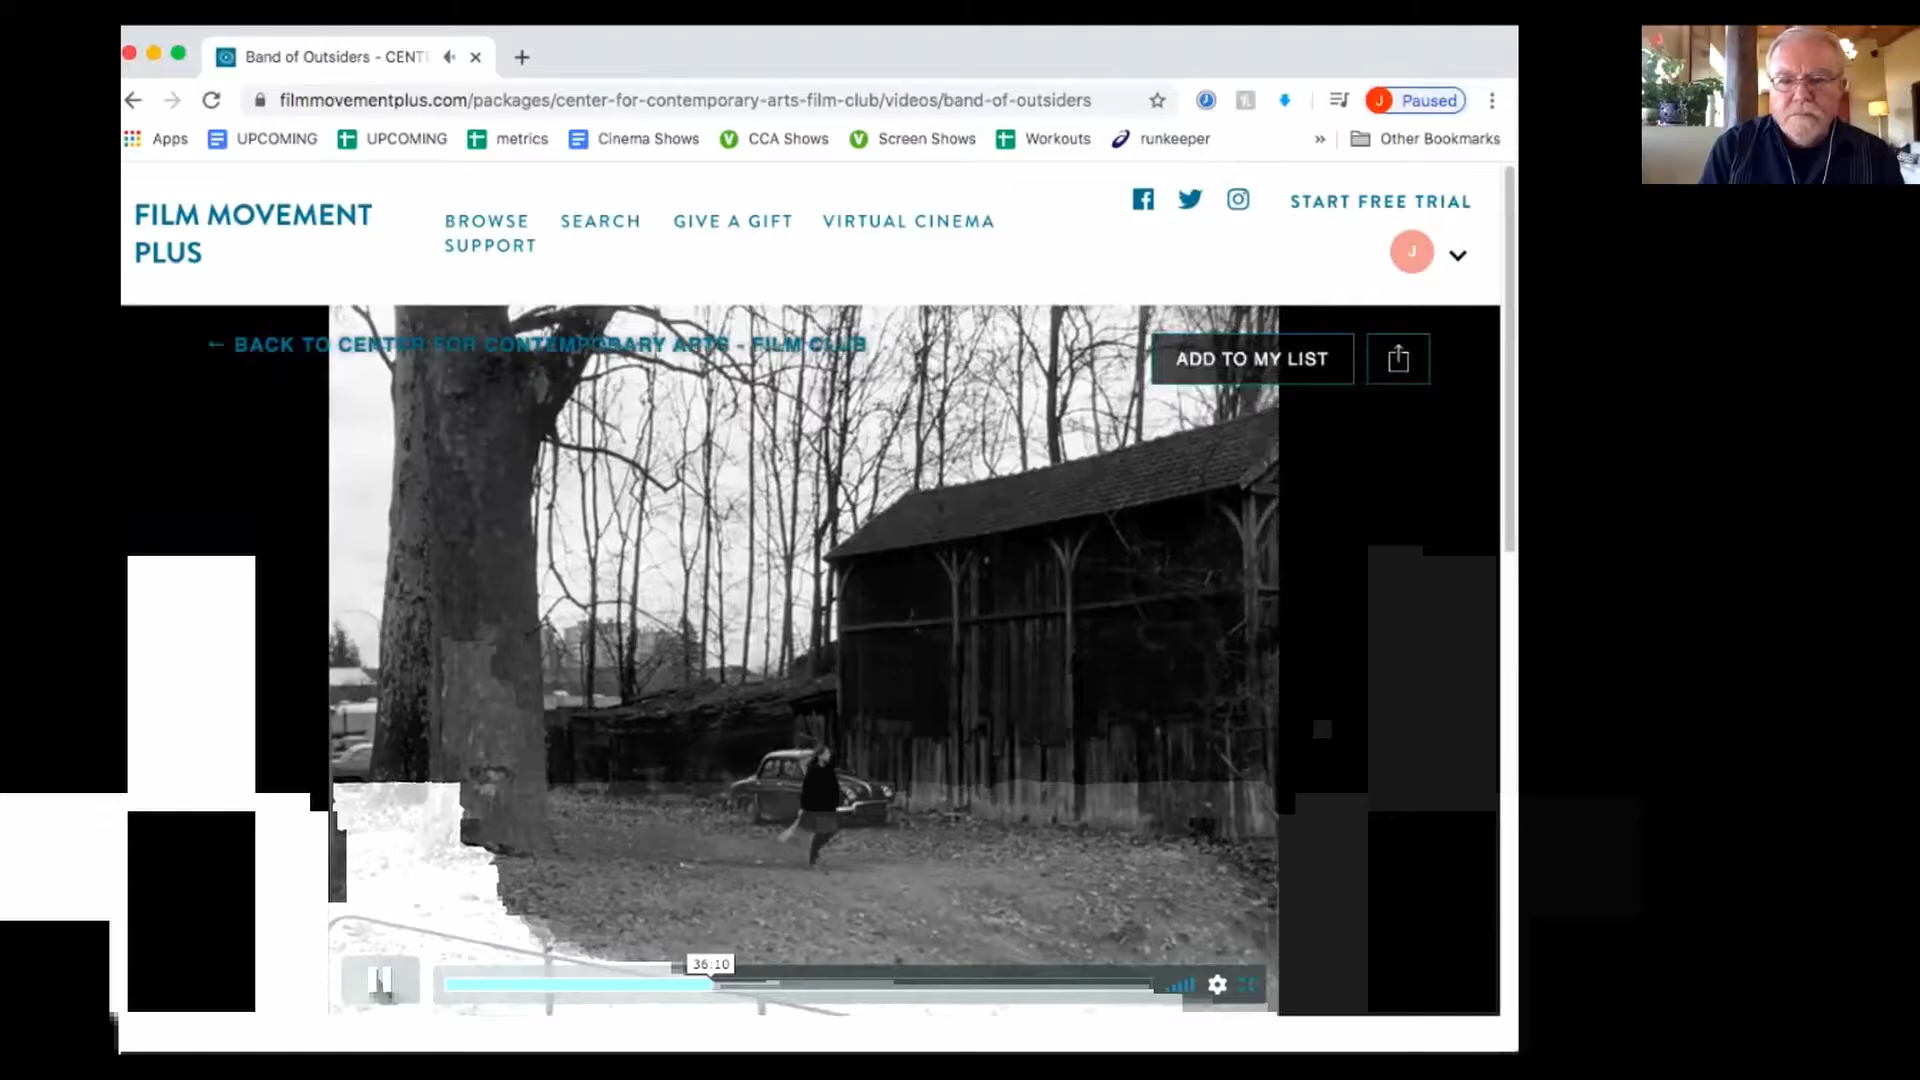 Band of Outsiders - CENT
filmmovementplus.com/packages/center-for-contemporary-arts-film-club/videos/band-of-outsiders
J Paused
Apps UPCOMING UPCOMING metrics Cinema Shows CCA Shows Screen Shows Workouts runkeeper » Other Bookmarks
FILM MOVEMENT
PLUS
BROWSE SEARCH GIVE A GIFT VIRTUAL CINEMA
SUPPORT
START FREE TRIAL
J
← BACK TO CENTER FOR CONTEMPORARY ARTS - FILM CLUB
ADD TO MY LIST
36:10